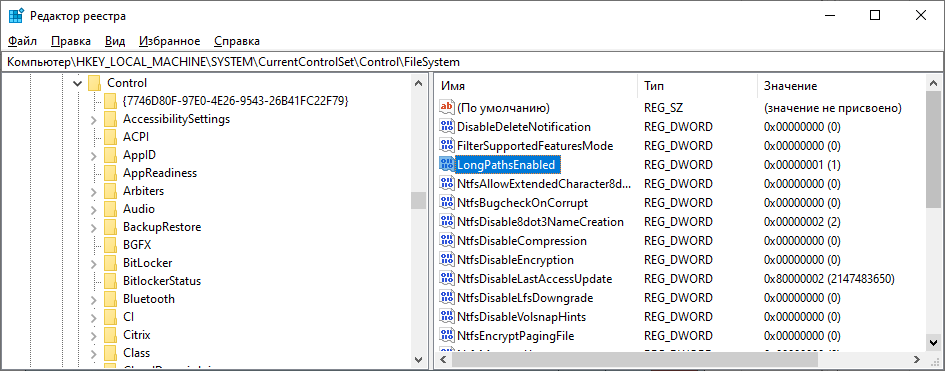 Редактор реестра
Файл Правка Вид Избранное Справка
Компьютер\HKEY_LOCAL_MACHINE\SYSTEM\CurrentControlSet\Control\FileSystem
Control
{7746D80F-97E0-4E26-9543-26B41FC22F79}
AccessibilitySettings
ACPI
AppID
AppReadiness
Arbiters
Audio
BackupRestore
BGFX
BitLocker
BitlockerStatus
Bluetooth
CI
Citrix
Class
Имя Тип Значение
(По умолчанию) REG_SZ (значение не присвоено)
DisableDeleteNotification REG_DWORD 0x00000000 (0)
FilterSupportedFeaturesMode REG_DWORD 0x00000000 (0)
LongPathsEnabled REG_DWORD 0x00000001 (1)
NtfsAllowExtendedCharacter8d... REG_DWORD 0x00000000 (0)
NtfsBugcheckOnCorrupt REG_DWORD 0x00000000 (0)
NtfsDisable8dot3NameCreation REG_DWORD 0x00000002 (2)
NtfsDisableCompression REG_DWORD 0x00000000 (0)
NtfsDisableEncryption REG_DWORD 0x00000000 (0)
NtfsDisableLastAccessUpdate REG_DWORD 0x80000002 (2147483650)
NtfsDisableLfsDowngrade REG_DWORD 0x00000000 (0)
NtfsDisableVolsnapHints REG_DWORD 0x00000000 (0)
NtfsEncryptPagingFile REG_DWORD 0x00000000 (0)